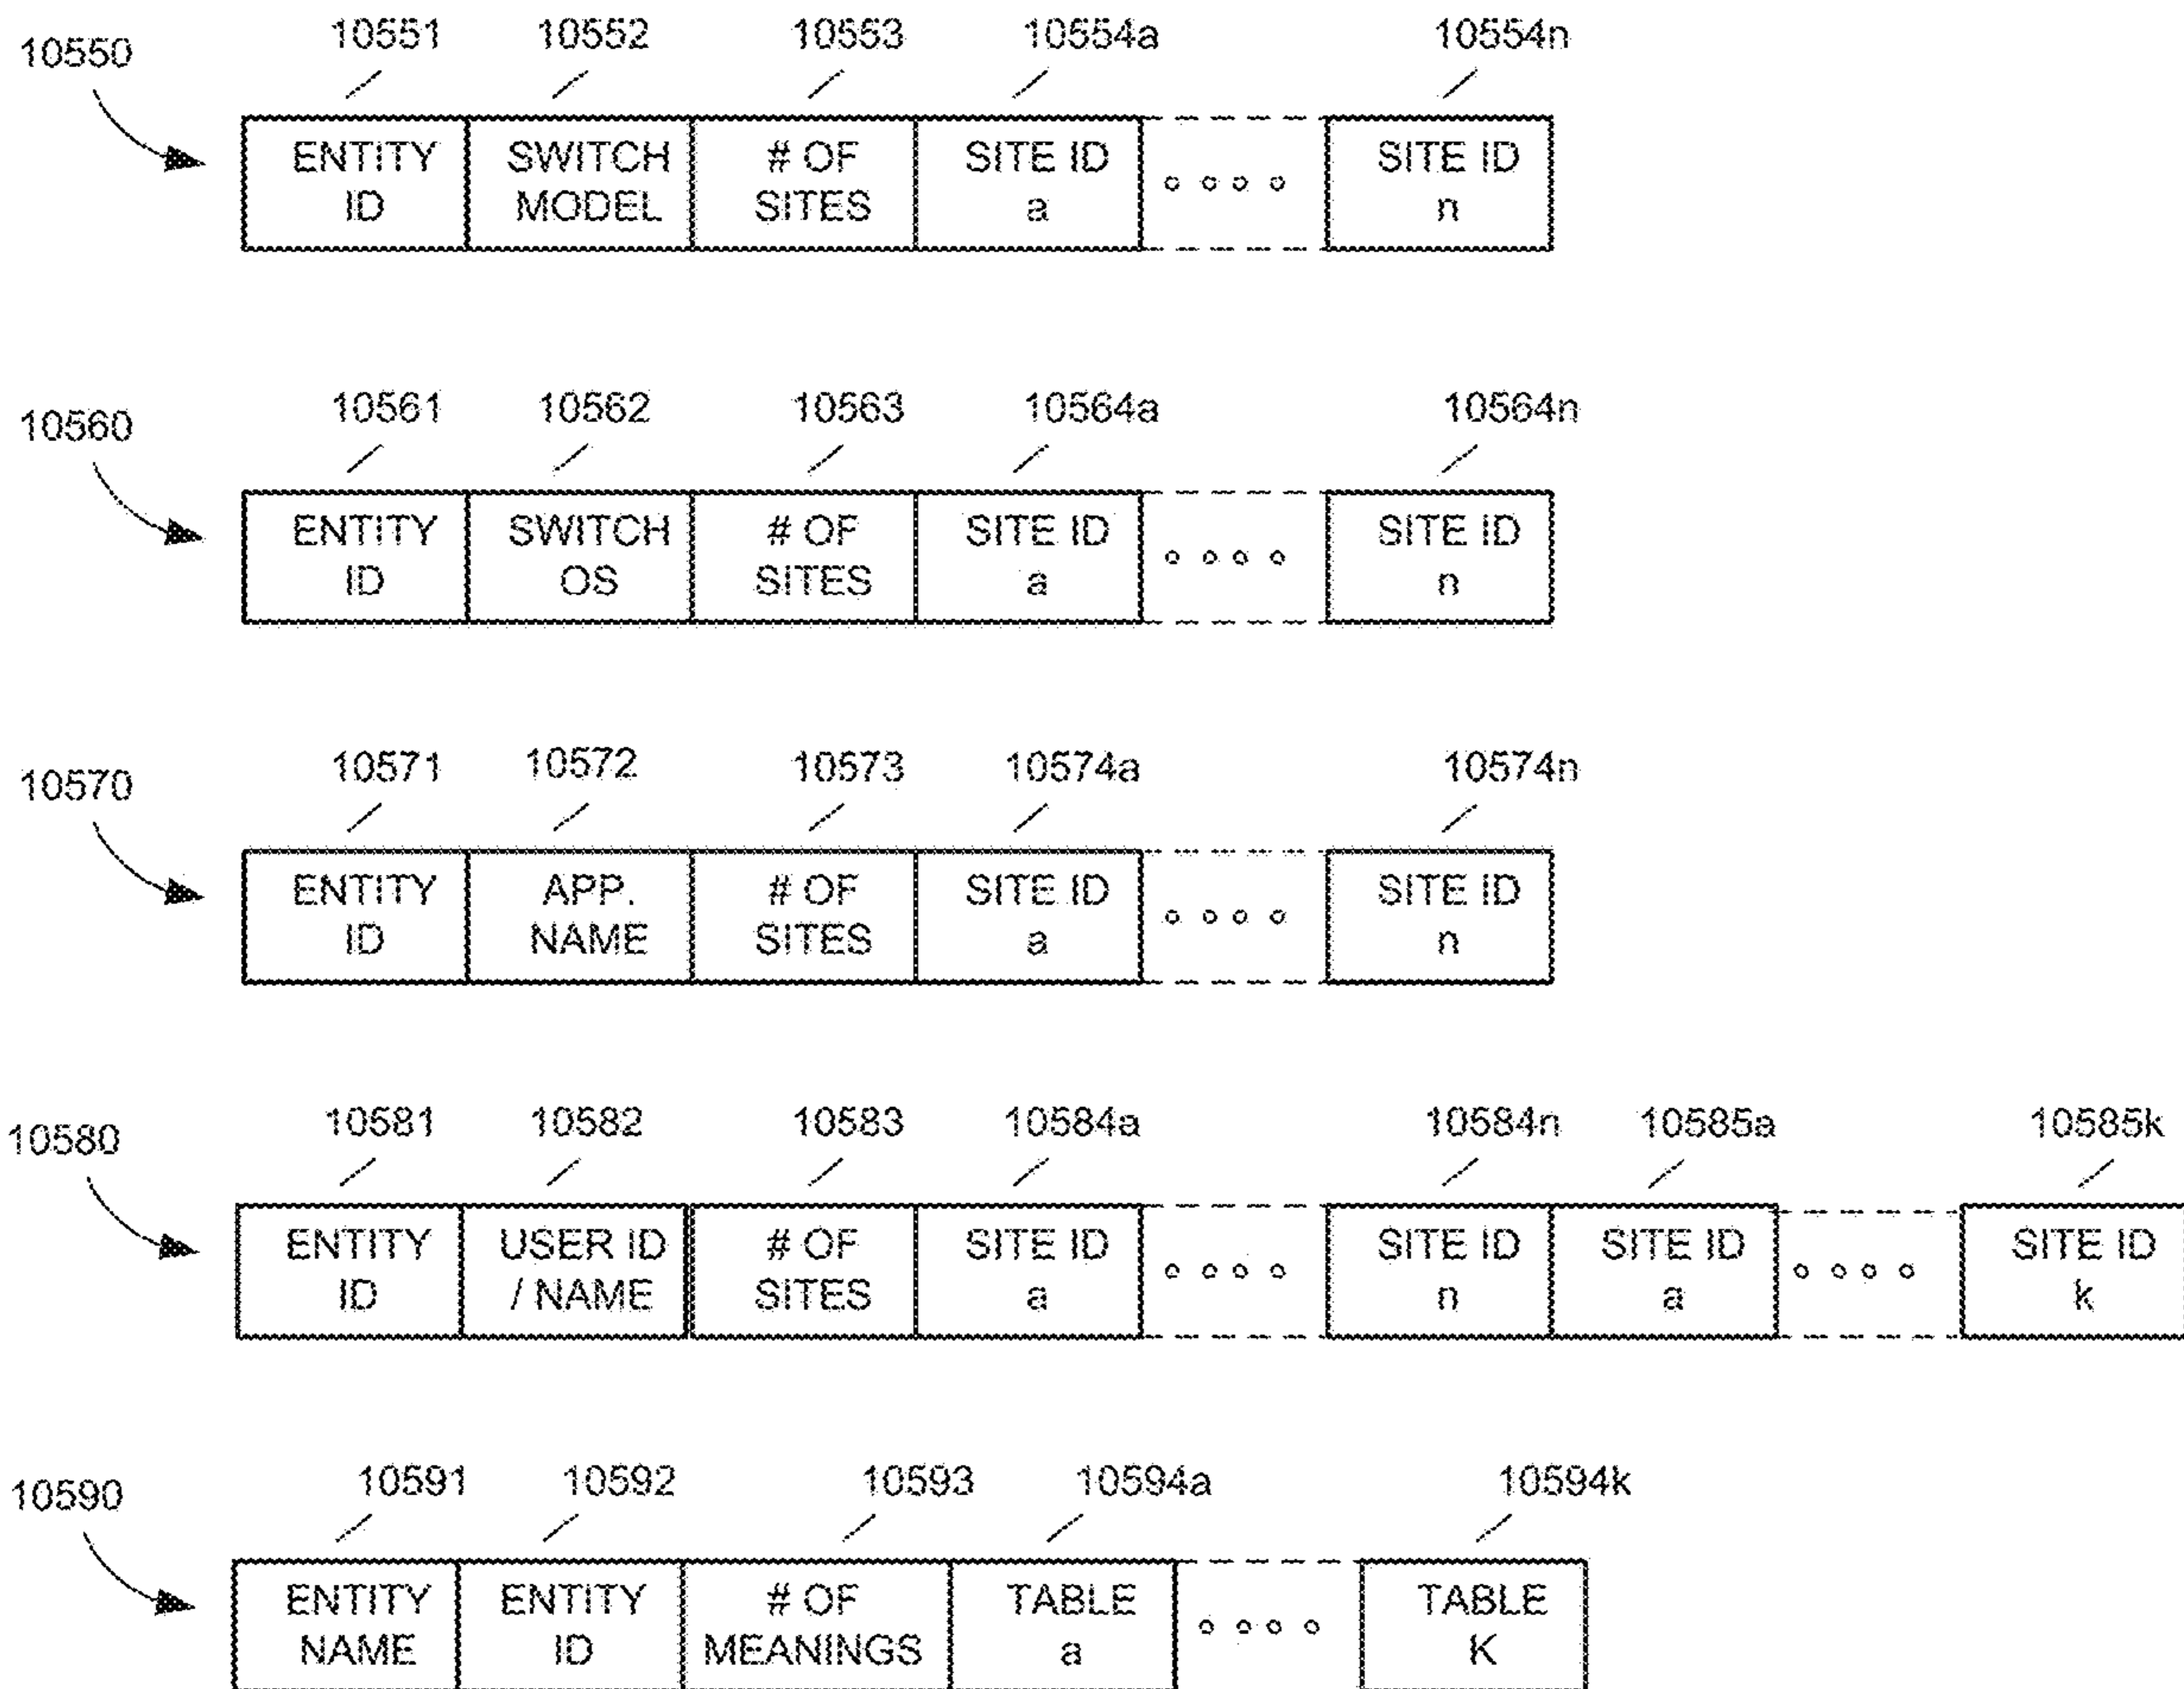 10550
10551 10552 10553 10554a 10554n
ENTITY ID
SWITCH MODEL
# OF SITES
SITE ID a
SITE ID n
10560
10561 10562 10563 10564a 10564n
ENTITY ID
SWITCH OS
# OF SITES
SITE ID a
SITE ID n
10570
10571 10572 10573 10574a 10574n
ENTITY ID
APP. NAME
# OF SITES
SITE ID a
SITE ID n
10580
10581 10582 10583 10584a 10584n 10585a 10585k
ENTITY ID
USER ID / NAME
# OF SITES
SITE ID a
SITE ID n
SITE ID a
SITE ID k
10590
10591 10592 10593 10594a 10594k
ENTITY NAME
ENTITY ID
# OF MEANINGS
TABLE a
TABLE K